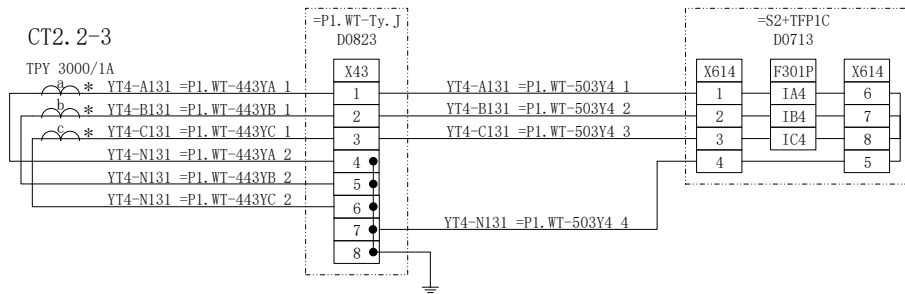 =P1.WT-Ty.J
D0823
=S2+TFP1C
D0713
CT2.2-3
TPY 3000/1A
X43
X614 F301P X614
a * YT4-A131 =P1.WT-443YA 1
1
YT4-A131 =P1.WT-503Y4 1
1 IA4 6
b * YT4-B131 =P1.WT-443YB 1
2
YT4-B131 =P1.WT-503Y4 2
2 IB4 7
c * YT4-C131 =P1.WT-443YC 1
3
YT4-C131 =P1.WT-503Y4 3
3 IC4 8
YT4-N131 =P1.WT-443YA 2
4
4 5
YT4-N131 =P1.WT-443YB 2
5
YT4-N131 =P1.WT-443YC 2
6
7
YT4-N131 =P1.WT-503Y4 4
8